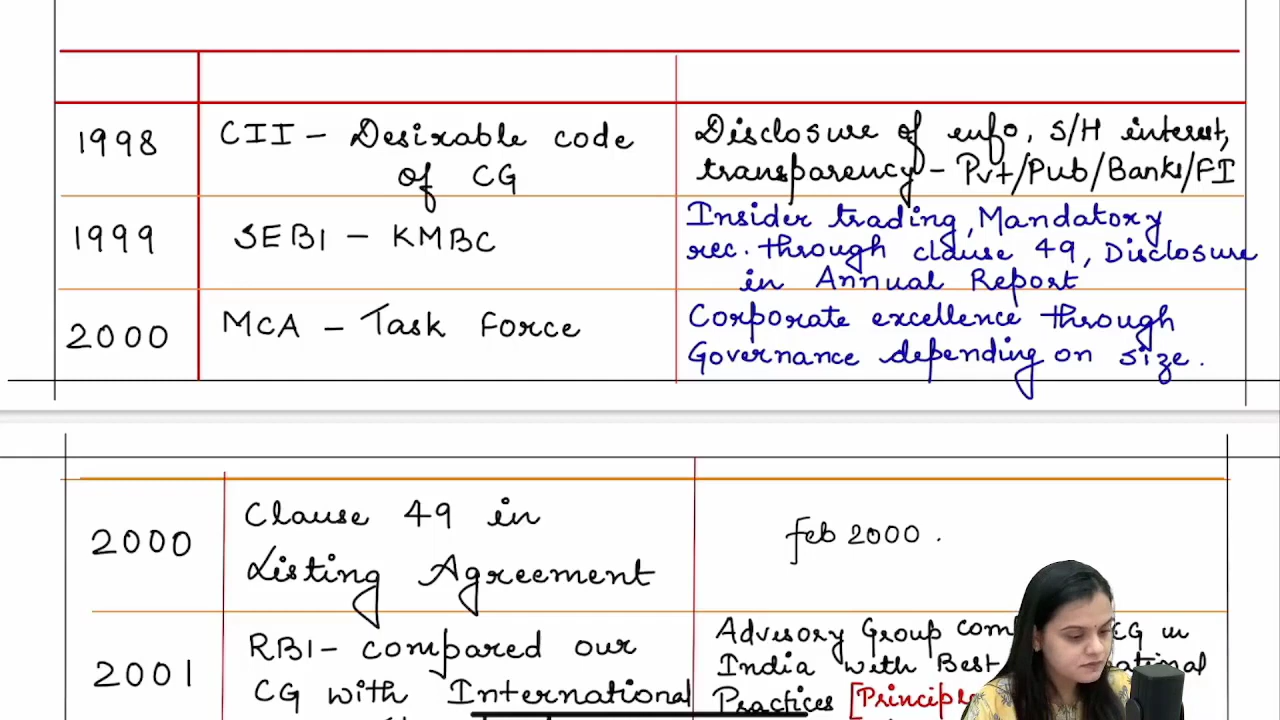 1998
CII - Desirable code
of CG
Disclosure of info, S/H interest,
transparency - Pvt/Pub/Banks/FI
1999
SEBI - KMBC
Insider trading, Mandatory
rec. through clause 49, Disclosure
in Annual Report
2000
MCA - Task Force
Corporate excellence through
Governance depending on size.
2000
Clause 49 in
Listing Agreement
Feb 2000.
2001
RBI - compared our
CG with International
Advisory Group CG in
India with Best
Practices